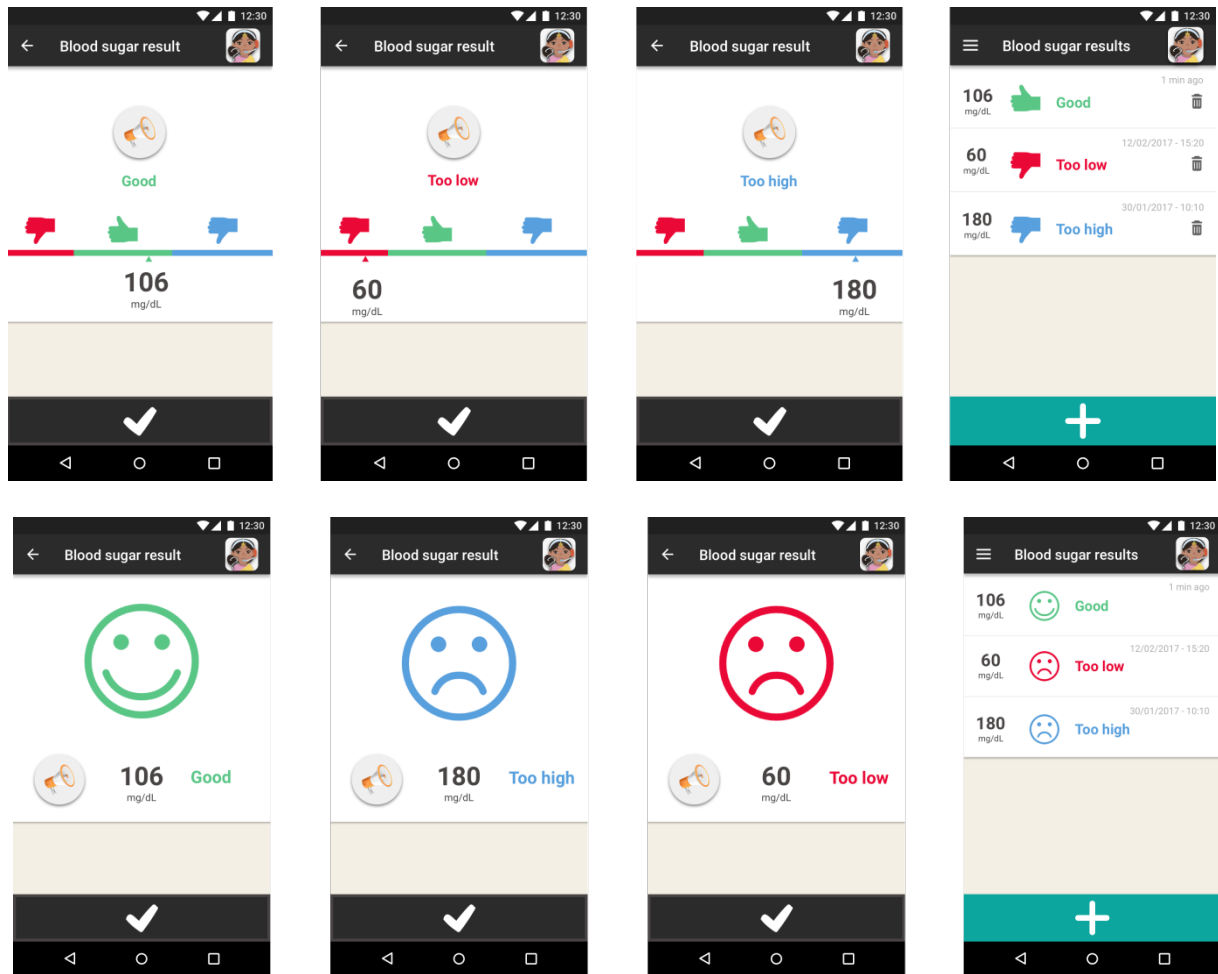 12:30
Blood sugar result
Good
106
mg/dL
12:30
Blood sugar result
Too low
60
mg/dL
12:30
Blood sugar result
Too high
180
mg/dL
12:30
Blood sugar results
1 min ago
106
mg/dL
Good
12/02/2017 - 15:20
60
mg/dL
Too low
30/01/2017 - 10:10
180
mg/dL
Too high
12:30
Blood sugar result
106
mg/dL
Good
12:30
Blood sugar result
180
mg/dL
Too high
12:30
Blood sugar result
60
mg/dL
Too low
12:30
Blood sugar results
1 min ago
106
mg/dL
Good
12/02/2017 - 15:20
60
mg/dL
Too low
30/01/2017 - 10:10
180
mg/dL
Too high